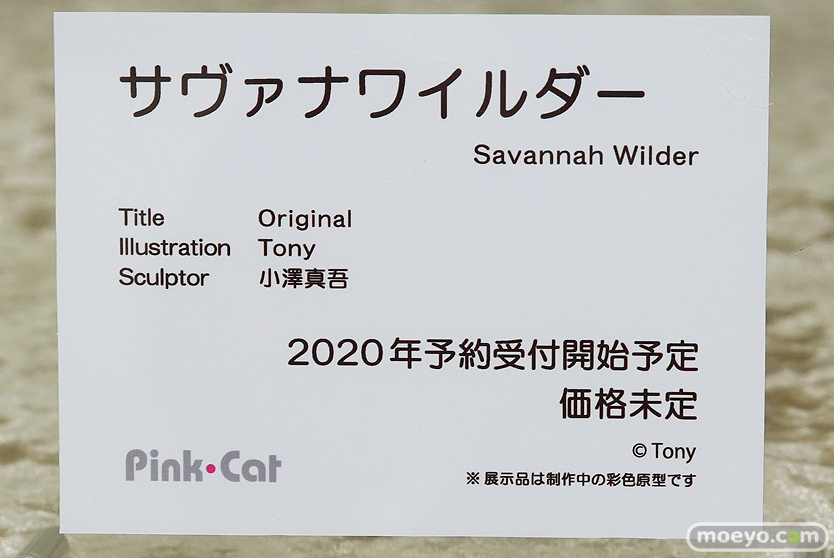 サヴァナワイルダー
Savannah Wilder
Title Original
Illustration Tony
Sculptor 小澤真吾
2020年予約受付開始予定
価格未定
©Tony
Pink・Cat
※展示品は制作中の彩色原型です
moeyo.com